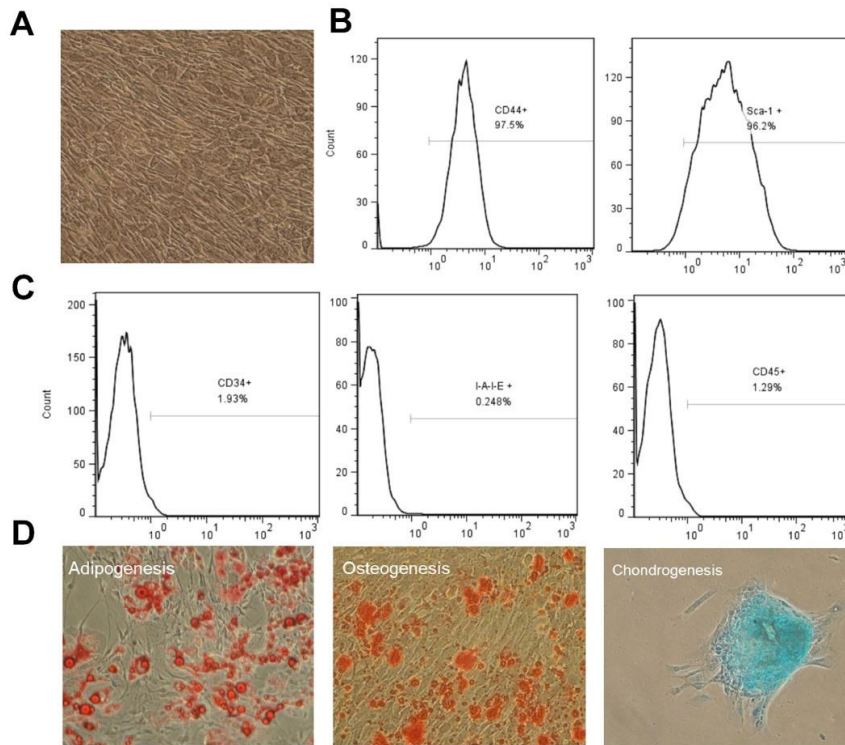 A
B
120
90
60
30
0
Count
CD44+
97.5%
10^0 10^1 10^2 10^3
120
90
60
30
0
Sca-1 +
96.2%
10^0 10^1 10^2 10^3
C
200
150
100
50
0
Count
CD34+
1.93%
10^0 10^1 10^2 10^3
100
80
60
40
20
0
I-A-I-E +
0.248%
10^0 10^1 10^2 10^3
100
80
60
40
20
0
CD45+
1.29%
10^0 10^1 10^2 10^3
D
Adipogenesis
Osteogenesis
Chondrogenesis